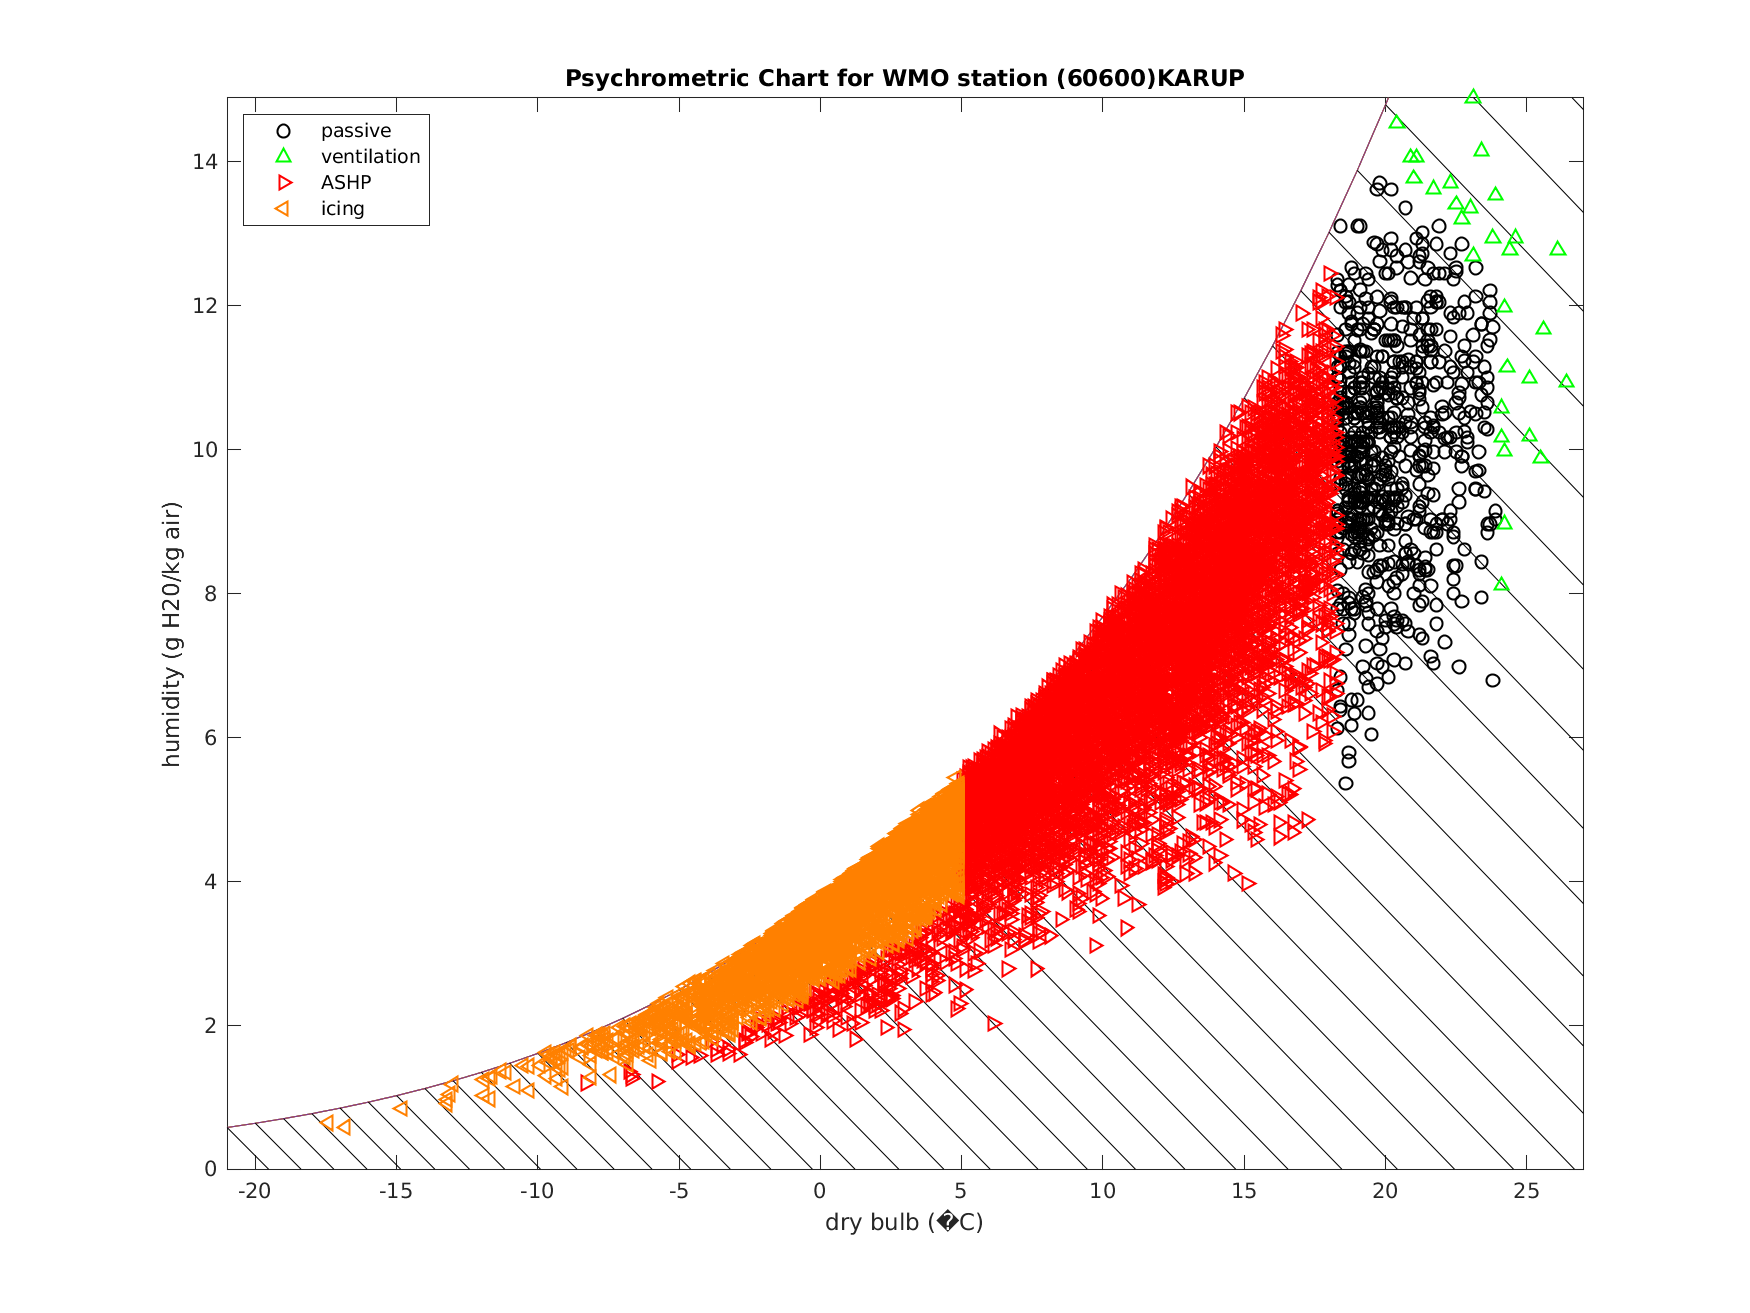 Psychrometric Chart for WMO station (60600)KARUP
passive
ventilation
ASHP
icing
14
12
10
8
6
4
2
0
humidity (g H20/kg air)
-20 -15 -10 -5 0 5 10 15 20 25
dry bulb (�C)